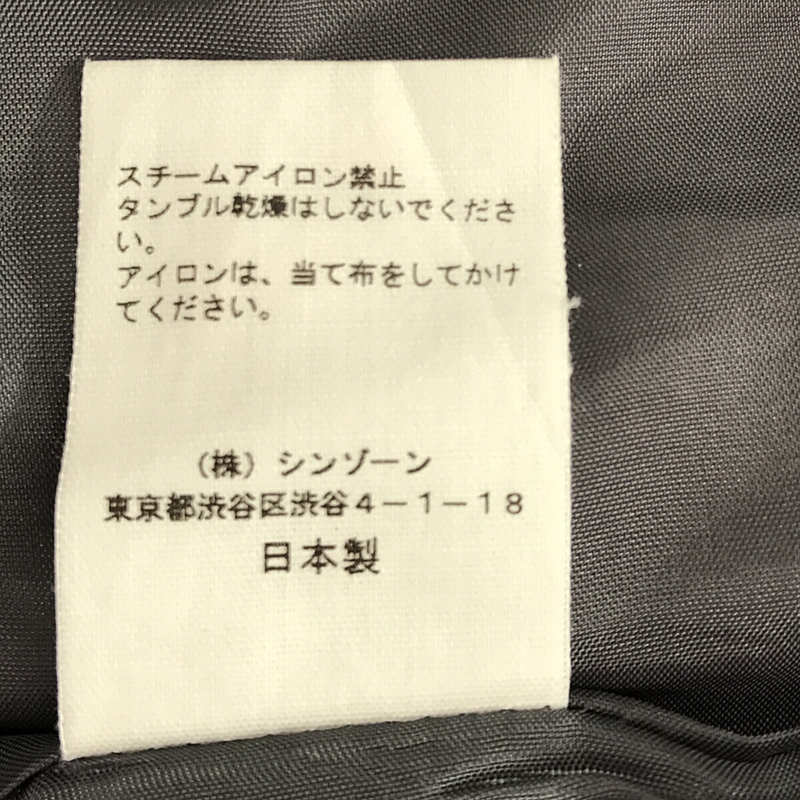 スチームアイロン禁止
タンブル乾燥はしないでくださ
い。
アイロンは、当て布をしてかけ
てください。
(株)シンゾーン
東京都渋谷区渋谷4-1-18
日本製